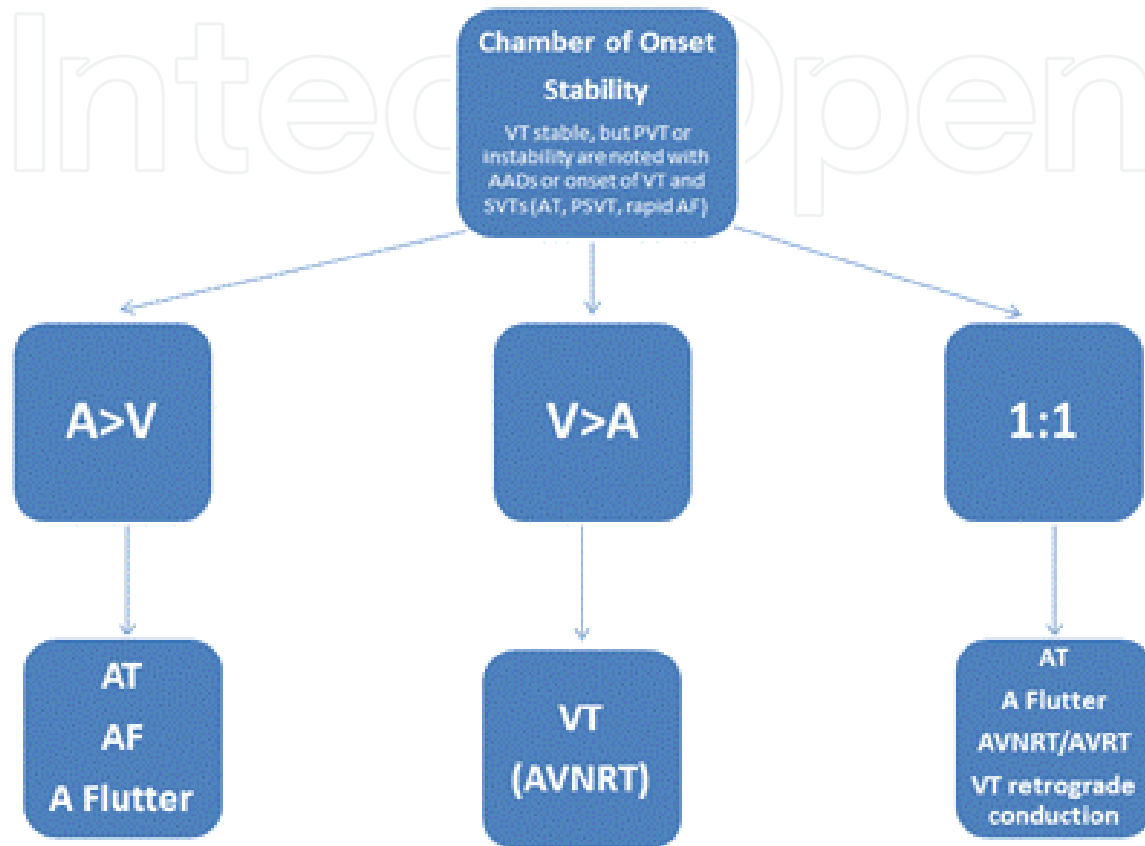 IntechOpen
Chamber of Onset
Stability
VT stable, but PVT or
instability are noted with
AADs or onset of VT and
SVTs (AT, PSVT, rapid AF)
A>V
V>A
1:1
AT
AF
A Flutter
VT
(AVNRT)
AT
A Flutter
AVNRT/AVRT
VT retrograde
conduction